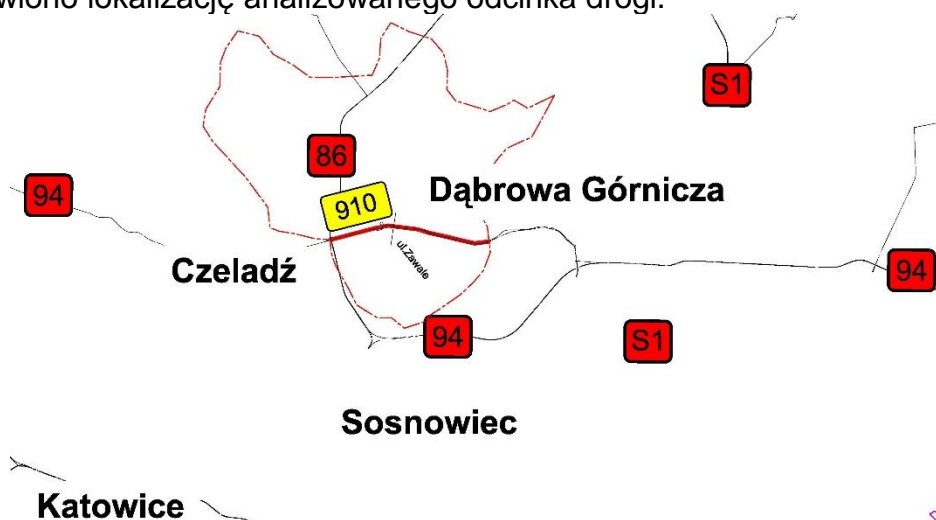 wiono lokalizację analizowanego odcinka drogi.
S1
86
94
910
Dąbrowa Górnicza
ul.Zawale
Czeladź
94
94
S1
Sosnowiec
Katowice